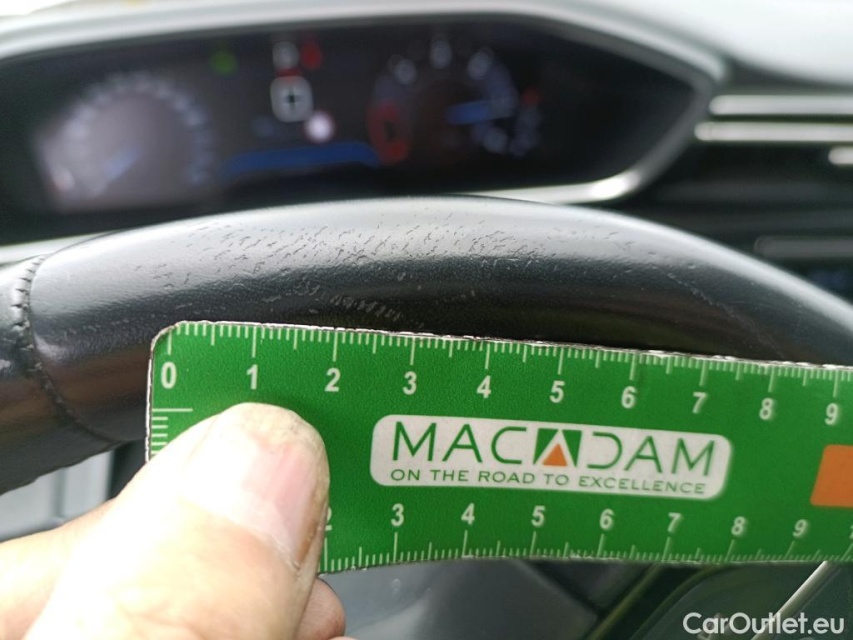 0 1 2 3 4 5 6 7 8 9
MACADAM
ON THE ROAD TO EXCELLENCE
3 4 5 6 7 8 9
CarOutlet.eu